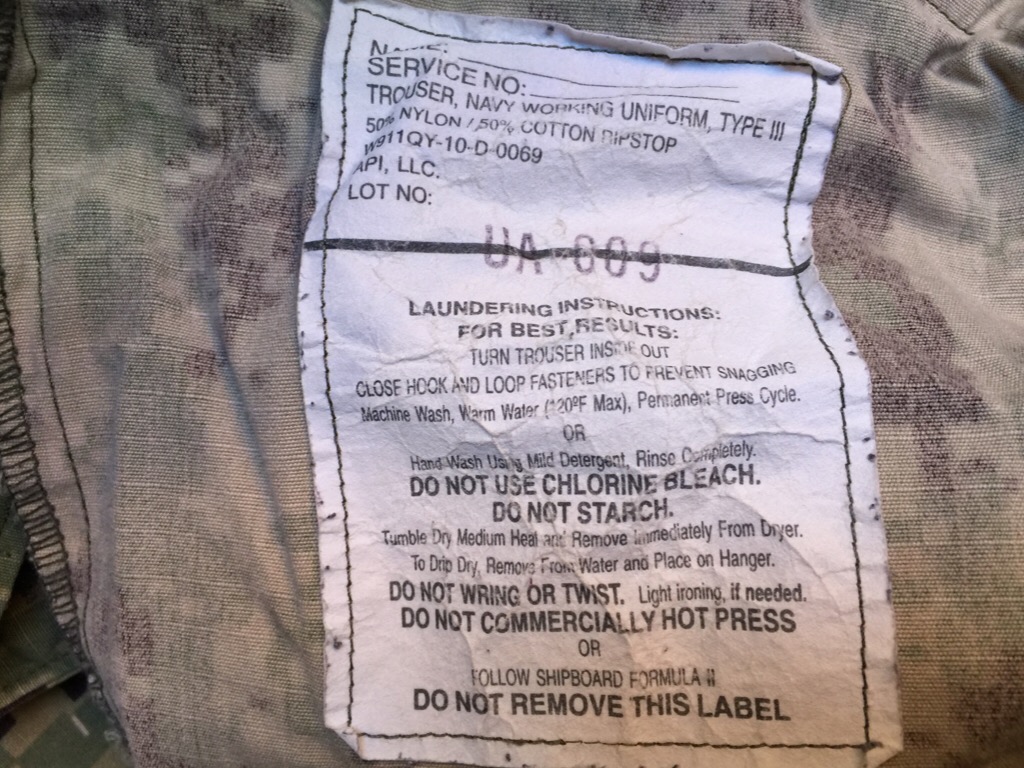 NAME:
SERVICE NO:
TROUSER, NAVY WORKING UNIFORM, TYPE III
50% NYLON / 50% COTTON RIPSTOP
W911QY-10-D-0069
API, LLC.
LOT NO:
UA 609
LAUNDERING INSTRUCTIONS:
FOR BEST RESULTS:
TURN TROUSER INSIDE OUT
CLOSE HOOK AND LOOP FASTENERS TO PREVENT SNAGGING
Machine Wash, Warm Water (120ºF Max), Permanent Press Cycle.
OR
Hand Wash Using Mild Detergent, Rinse Completely.
DO NOT USE CHLORINE BLEACH.
DO NOT STARCH.
Tumble Dry Medium Heat and Remove Immediately From Dryer.
To Drip Dry, Remove From Water and Place on Hanger.
DO NOT WRING OR TWIST. Light ironing, if needed.
DO NOT COMMERCIALLY HOT PRESS
OR
FOLLOW SHIPBOARD FORMULA II
DO NOT REMOVE THIS LABEL